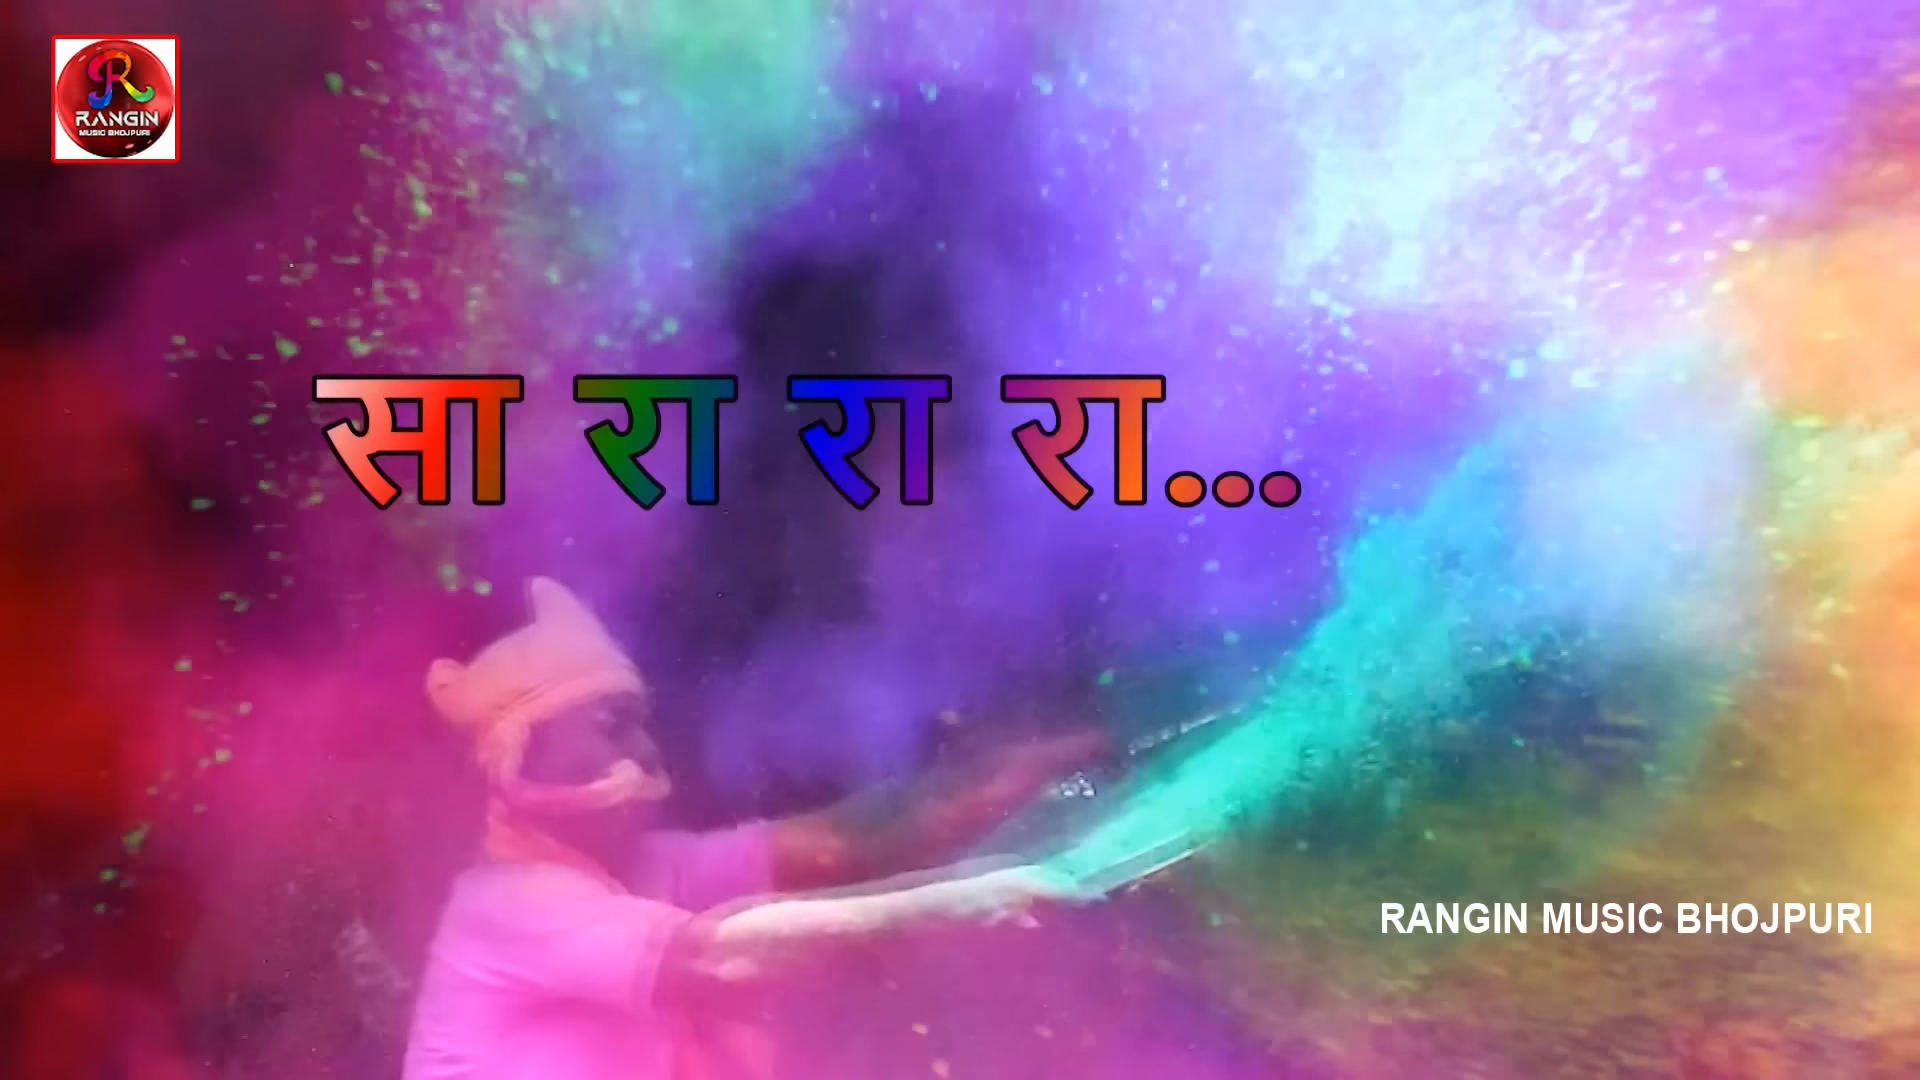 RANGIN
MUSIC BHOJPURI
सा रा रा रा...
RANGIN MUSIC BHOJPURI